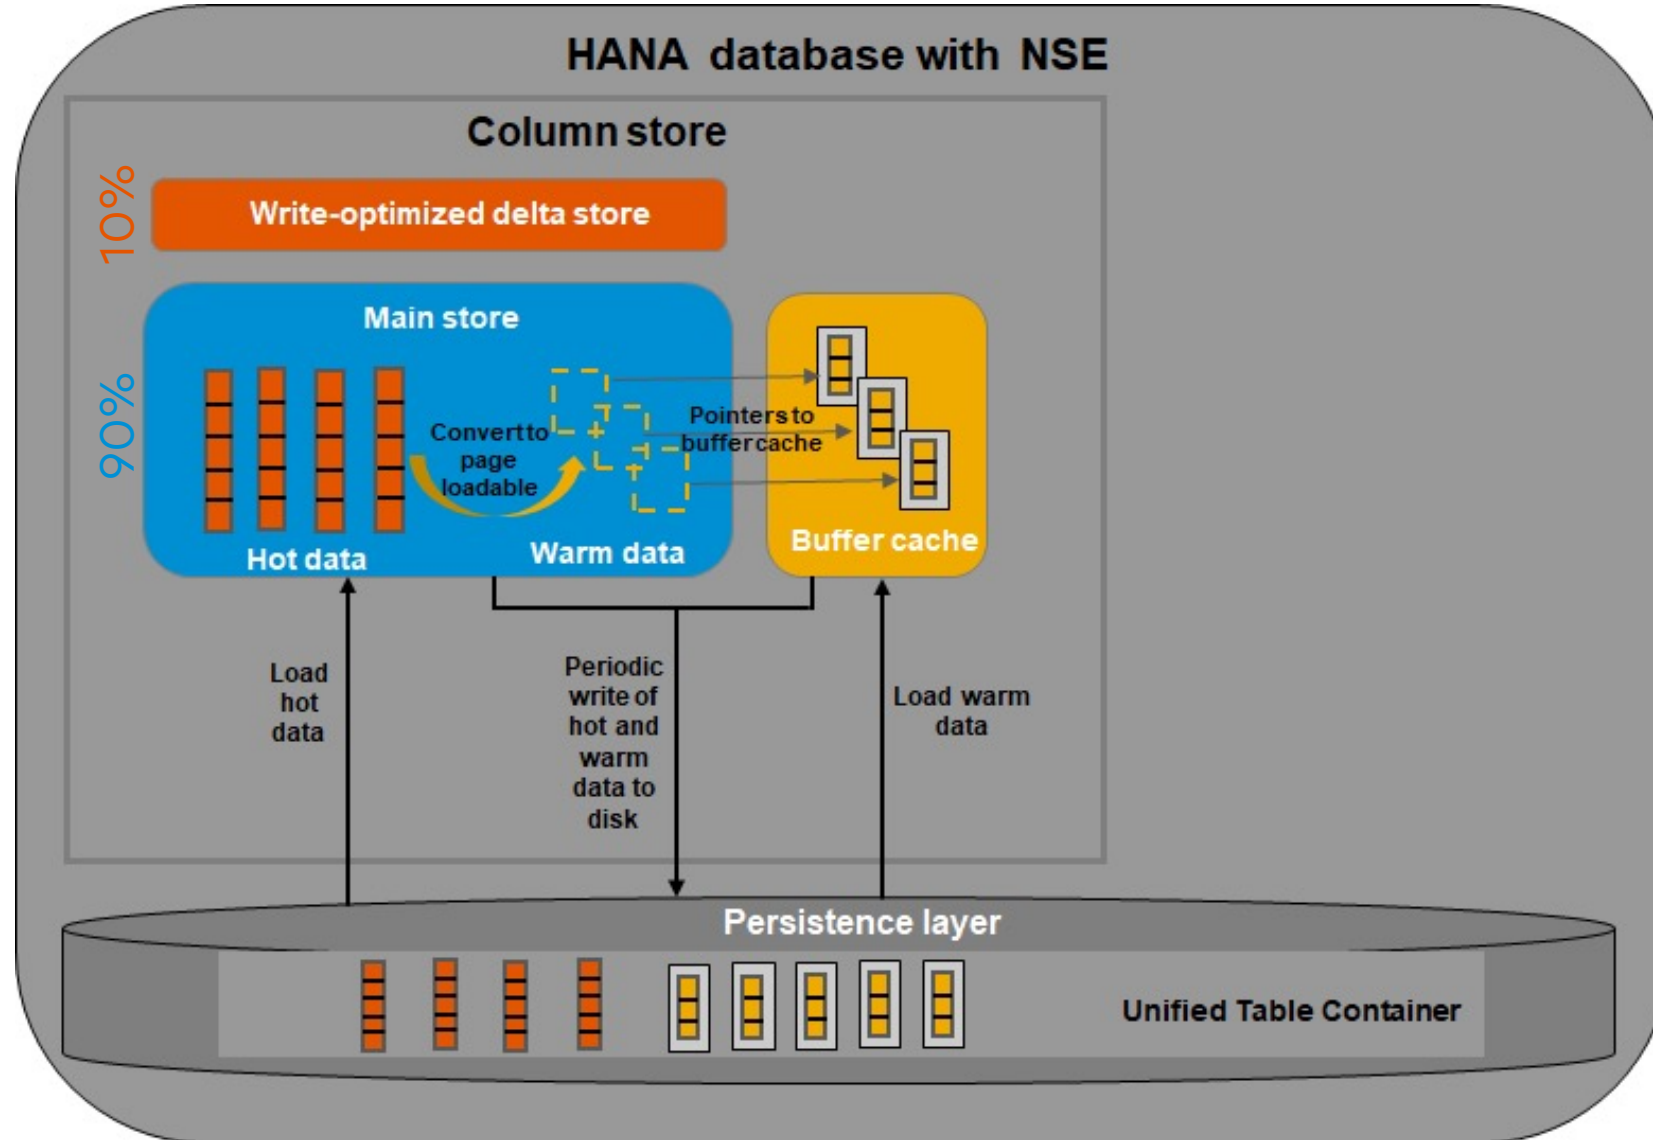 HANA database with NSE
Column store
10%
Write-optimized delta store
90%
Main store
Convert to
page
loadable
Pointers to
buffer cache
Hot data
Warm data
Buffer cache
Load
hot
data
Periodic
write of
hot and
warm
data to
disk
Load warm
data
Persistence layer
Unified Table Container